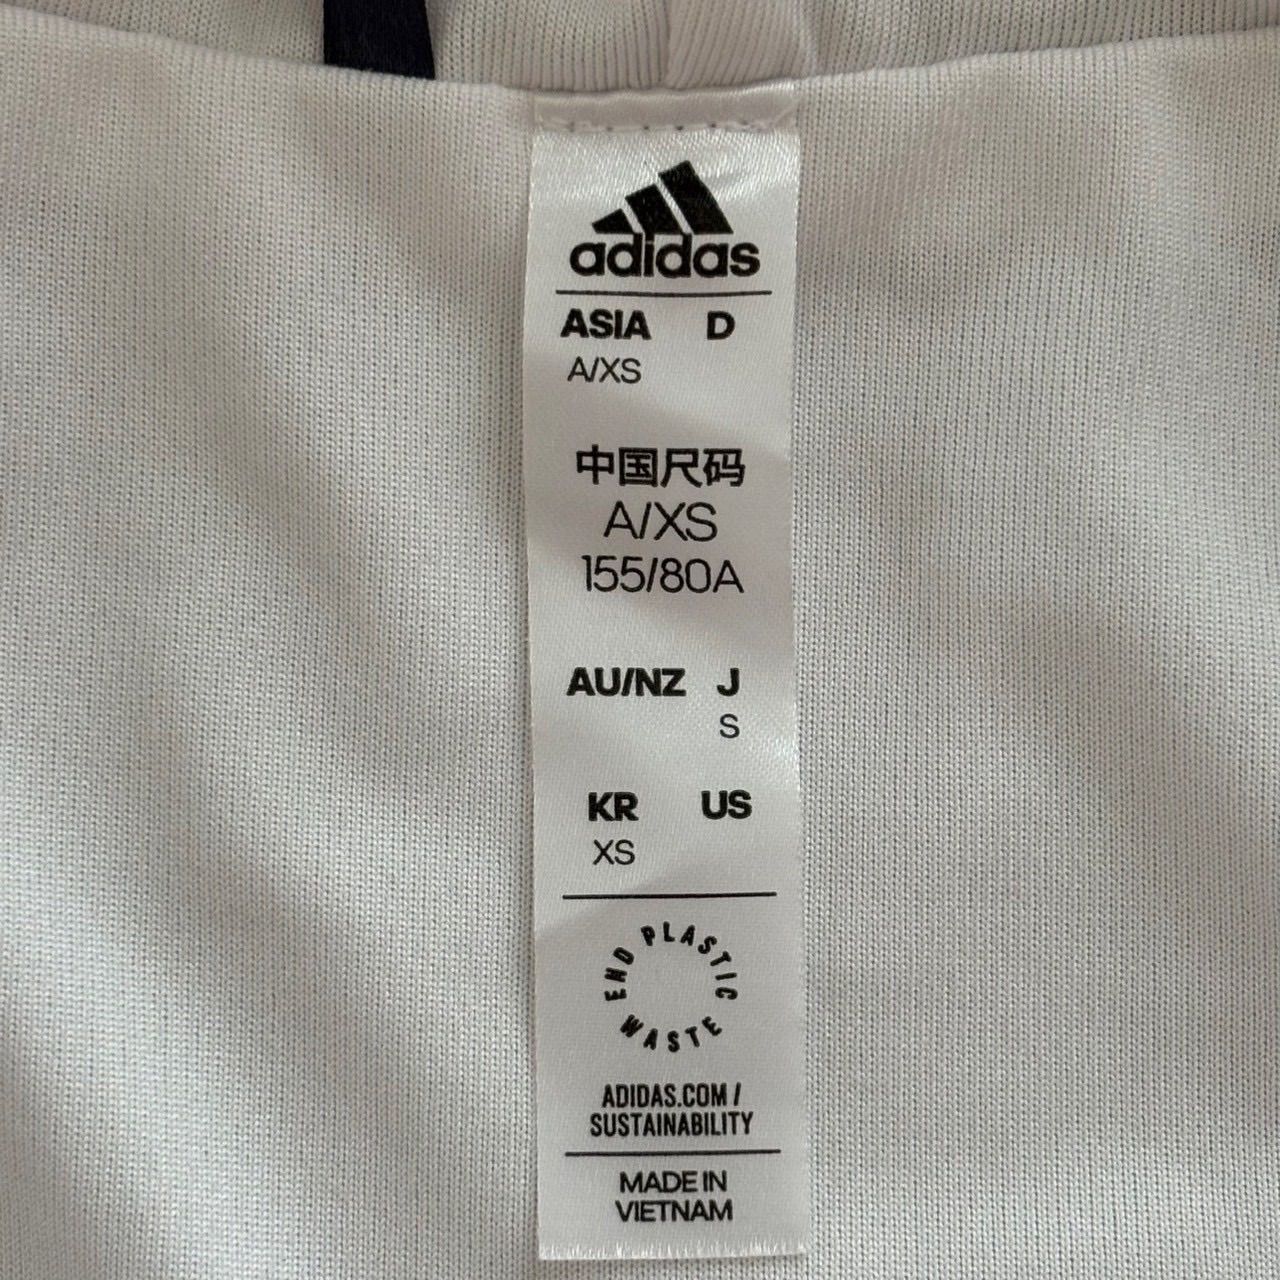 adidas
ASIA D
A/XS
中国尺码
A/XS
155/80A
AU/NZ J
S
KR US
XS
END PLASTIC WASTE
ADIDAS.COM /
SUSTAINABILITY
MADE IN
VIETNAM